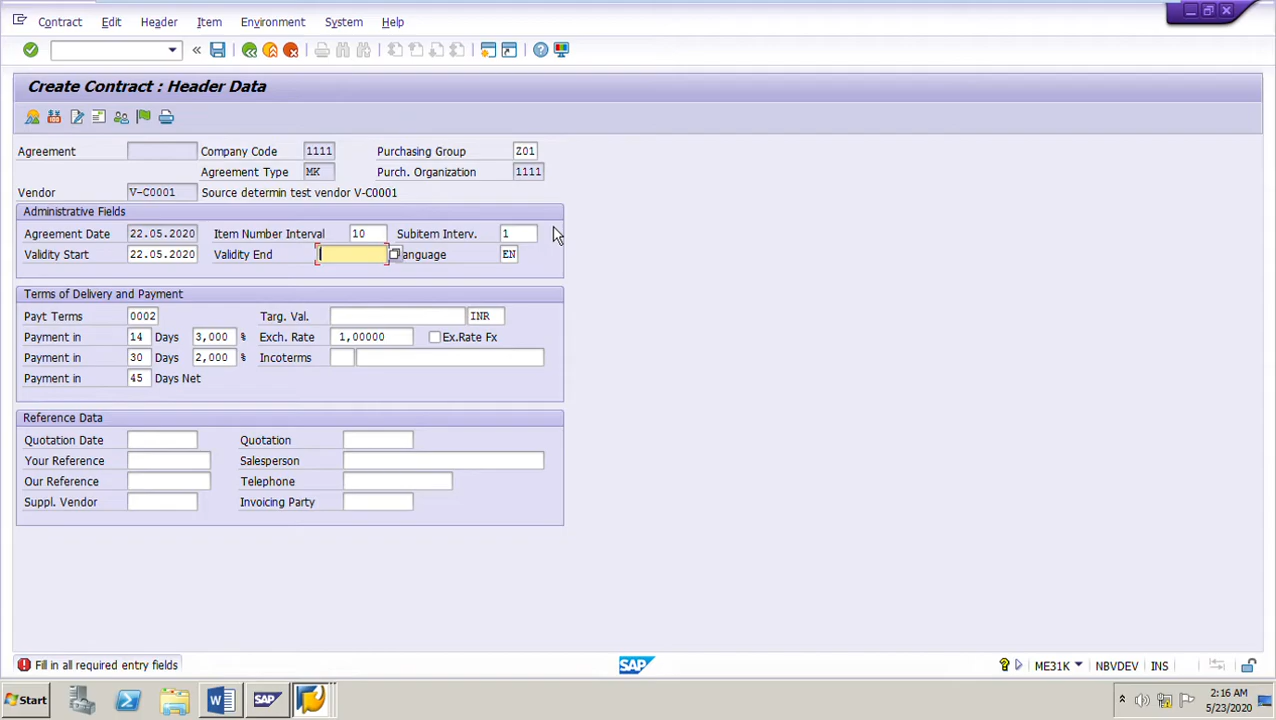 Contract Edit Header Item Environment System Help
Create Contract : Header Data
Agreement Company Code 1111 Purchasing Group Z01
Agreement Type MK Purch. Organization 1111
Vendor V-C0001 Source determin test vendor V-C0001
Administrative Fields
Agreement Date 22.05.2020 Item Number Interval 10 Subitem Interv. 1
Validity Start 22.05.2020 Validity End anguage EN
Terms of Delivery and Payment
Payt Terms 0002 Targ. Val. INR
Payment in 14 Days 3,000 % Exch. Rate 1,00000 Ex.Rate Fx
Payment in 30 Days 2,000 % Incoterms
Payment in 45 Days Net
Reference Data
Quotation Date Quotation
Your Reference Salesperson
Our Reference Telephone
Suppl. Vendor Invoicing Party
Fill in all required entry fields SAP ME31K NBVDEV INS
Start SAP 2:16 AM
5/23/2020